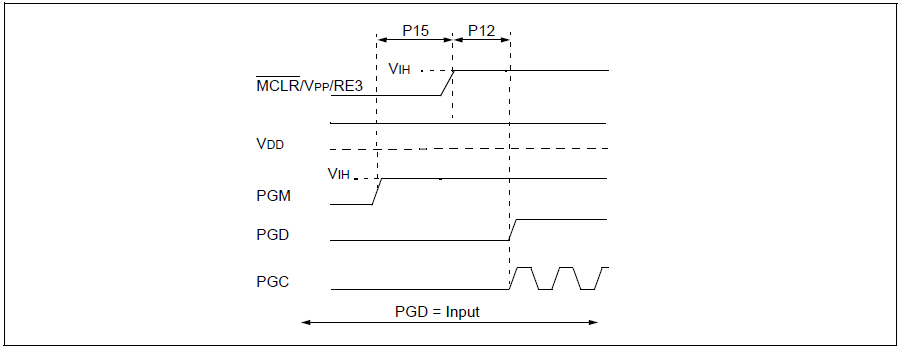 P15 P12
VIH
MCLR/VPP/RE3
VDD
VIH
PGM
PGD
PGC
PGD = Input